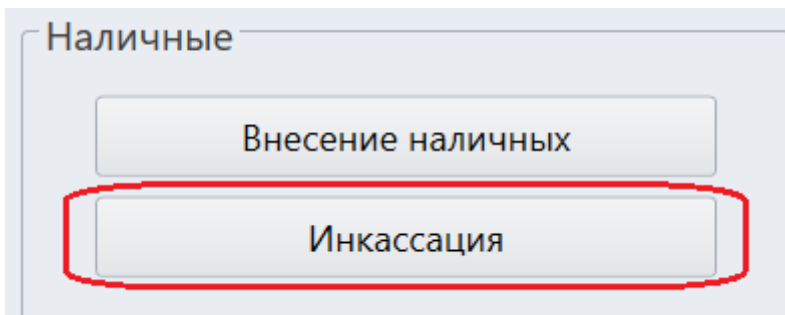 Наличные
Внесение наличных
Инкассация